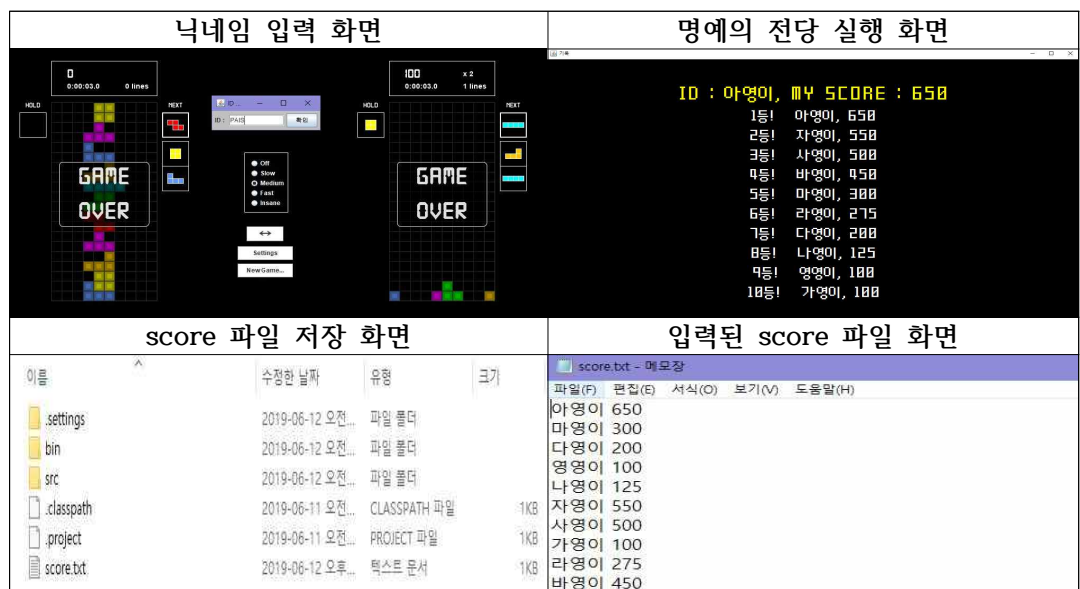 닉네임 입력 화면
명예의 전당 실행 화면
0
0:00:03.0 0 lines
HOLD
NEXT
GAME
OVER
ID ...
ID : PAIS 확인
Off
Slow
Medium
Fast
Insane
↔
Settings
New Game...
100 x 2
0:00:03.0 1 lines
HOLD
NEXT
GAME
OVER
기록
ID : 아영이, MY SCORE : 650
1등! 아영이, 650
2등! 자영이, 550
3등! 사영이, 500
4등! 바영이, 450
5등! 마영이, 300
6등! 라영이, 275
7등! 다영이, 200
8등! 나영이, 125
9등! 영영이, 100
10등! 가영이, 100
score 파일 저장 화면
입력된 score 파일 화면
이름 수정한 날짜 유형 크기
.settings 2019-06-12 오전... 파일 폴더
bin 2019-06-12 오전... 파일 폴더
src 2019-06-12 오전... 파일 폴더
.classpath 2019-06-11 오전... CLASSPATH 파일 1KB
.project 2019-06-11 오전... PROJECT 파일 1KB
score.txt 2019-06-12 오후... 텍스트 문서 1KB
score.txt - 메모장
파일(F) 편집(E) 서식(O) 보기(V) 도움말(H)
아영이 650
마영이 300
다영이 200
영영이 100
나영이 125
자영이 550
사영이 500
가영이 100
라영이 275
바영이 450